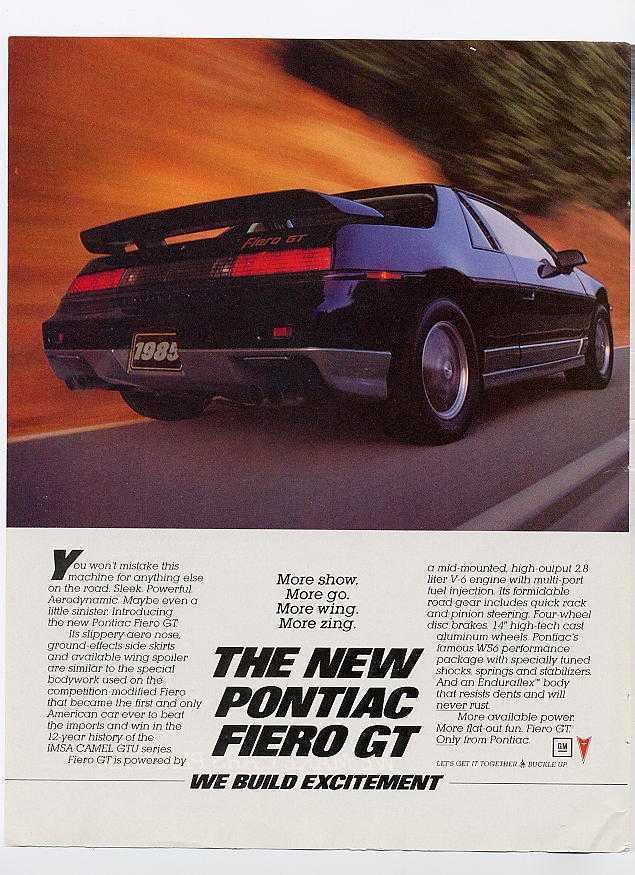 Fiero GT
1985
You won't mistake this
machine for anything else
on the road. Sleek. Powerful.
Aerodynamic. Maybe even a
little sinister. Introducing
the new Pontiac Fiero GT.
Its slippery aero nose,
ground-effects side skirts
and available wing spoiler
are similar to the special
bodywork used on the
competition-modified Fiero
that became the first and only
American car ever to beat
the imports and win in the
12-year history of the
IMSA CAMEL GTU series.
Fiero GT is powered by
More show.
More go.
More wing.
More zing.
THE NEW
PONTIAC
FIERO GT
a mid-mounted, high-output 2.8
liter V-6 engine with multi-port
fuel injection. Its formidable
road gear includes quick rack
and pinion steering. Four-wheel
disc brakes. 14" high-tech cast
aluminum wheels. Pontiac's
famous WS6 performance
package with specially tuned
shocks, springs and stabilizers.
And an Enduraflex™ body
that resists dents and will
never rust.
More available power.
More flat-out fun. Fiero GT.
Only from Pontiac.
GM
LET'S GET IT TOGETHER BUCKLE UP
WE BUILD EXCITEMENT